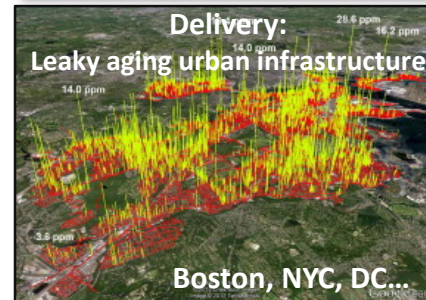 Delivery:
28.6 ppm
16.2 ppm
14.0 ppm
Leaky aging urban infrastructure
14.0 ppm
3.6 ppm
Boston, NYC, DC…